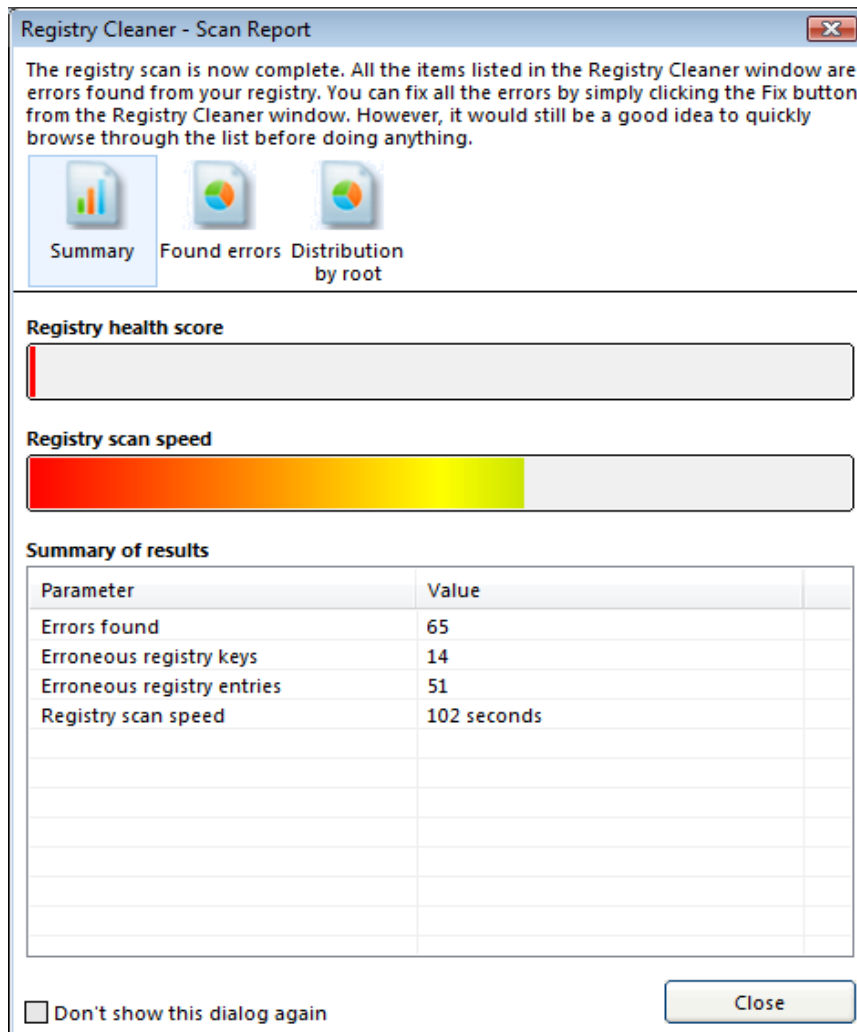 Registry Cleaner - Scan Report
The registry scan is now complete. All the items listed in the Registry Cleaner window are
errors found from your registry. You can fix all the errors by simply clicking the Fix button
from the Registry Cleaner window. However, it would still be a good idea to quickly
browse through the list before doing anything.
Summary Found errors Distribution
by root
Registry health score
Registry scan speed
Summary of results
Parameter Value
Errors found 65
Erroneous registry keys 14
Erroneous registry entries 51
Registry scan speed 102 seconds
Don't show this dialog again Close